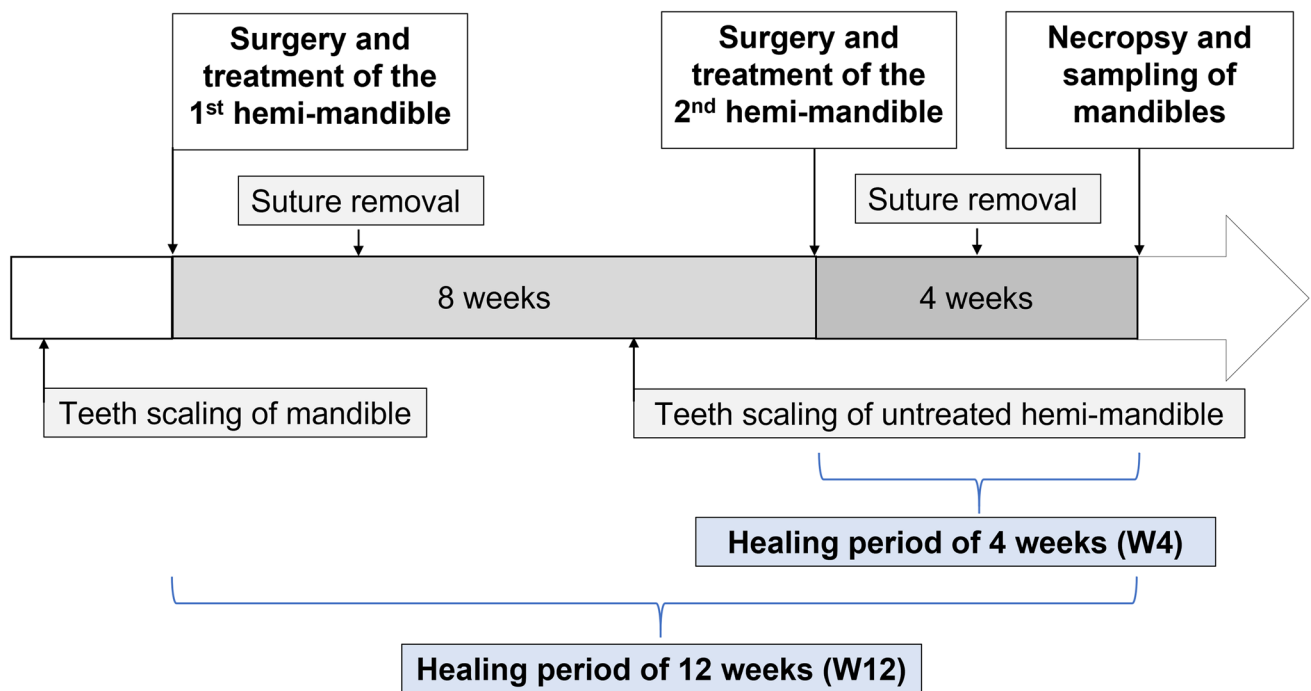 Surgery and
treatment of the
1st hemi-mandible
Surgery and
treatment of the
2nd hemi-mandible
Necropsy and
sampling of
mandibles
Suture removal
Suture removal
8 weeks
4 weeks
Teeth scaling of mandible
Teeth scaling of untreated hemi-mandible
Healing period of 4 weeks (W4)
Healing period of 12 weeks (W12)